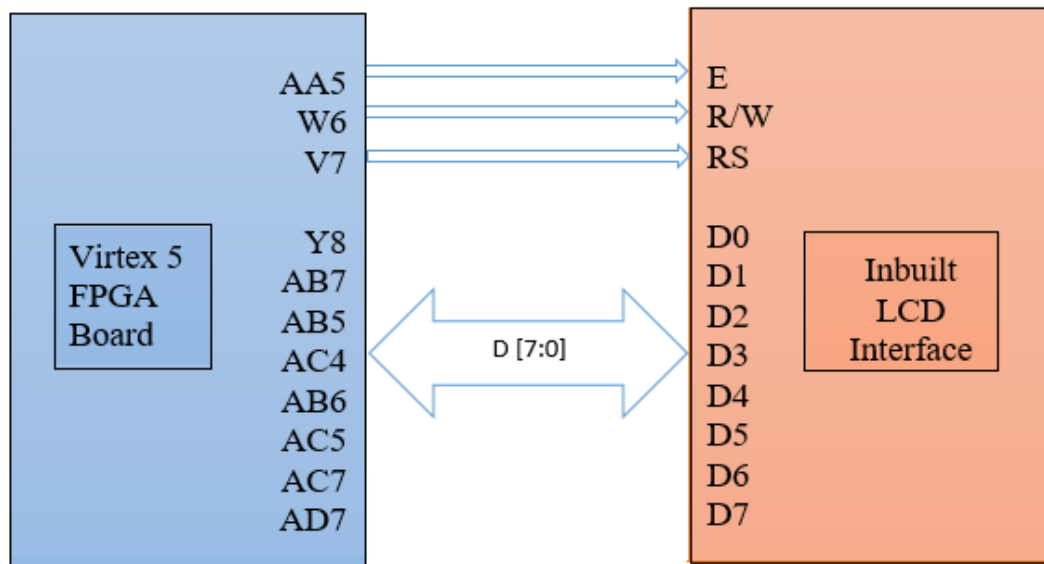 AA5
W6
V7
Y8
AB7
AB5
AC4
AB6
AC5
AC7
AD7
Virtex 5
FPGA
Board
D [7:0]
E
R/W
RS
D0
D1
D2
D3
D4
D5
D6
D7
Inbuilt
LCD
Interface